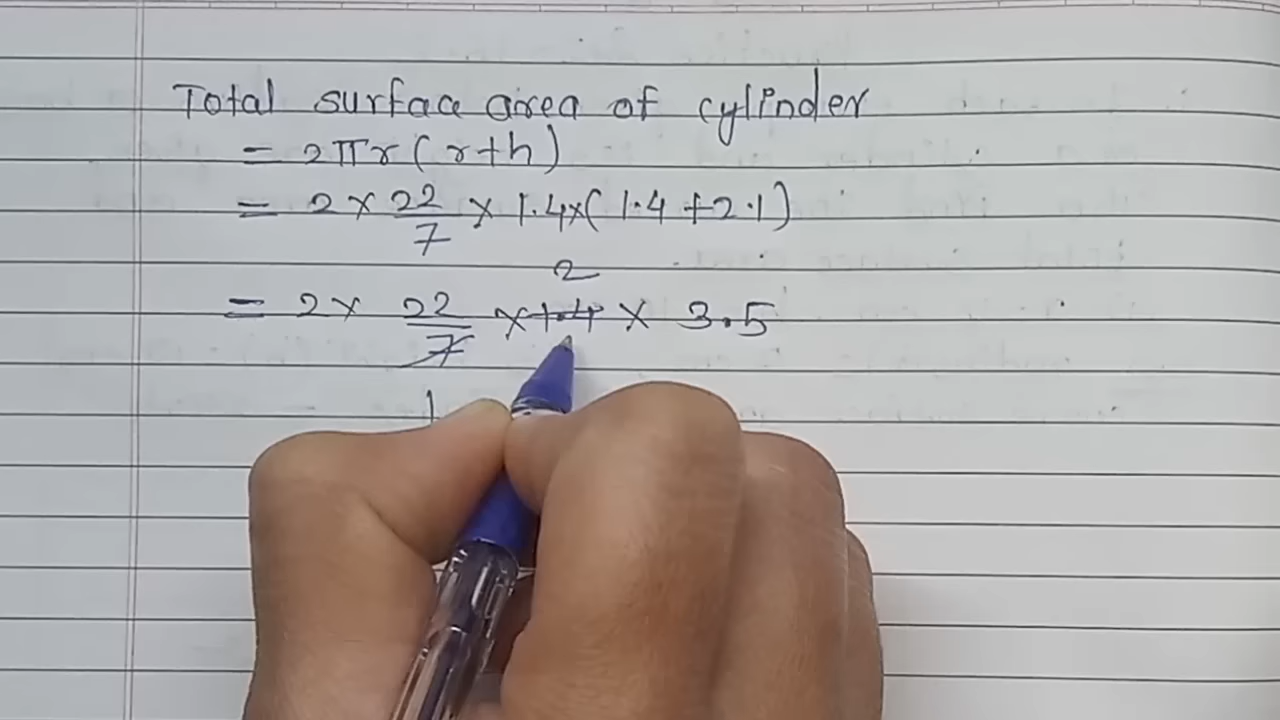 Total surface area of cylinder
= 2πr(r+h)
= 2 × 22/7 × 1.4×(1.4+2.1)
2
= 2× 22/7 ×1.4 × 3.5
1